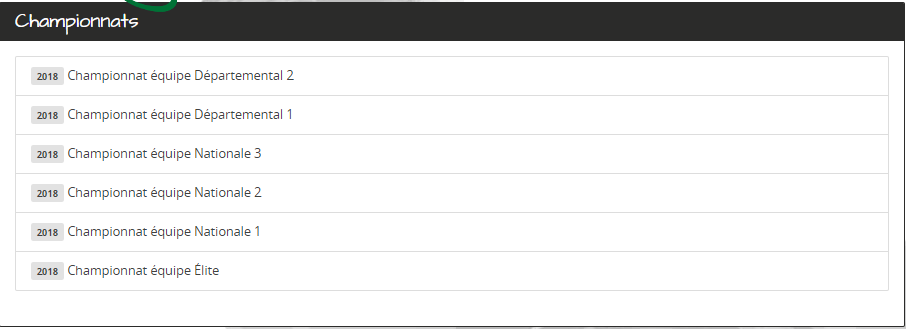 Championnats
2018 Championnat équipe Départemental 2
2018 Championnat équipe Départemental 1
2018 Championnat équipe Nationale 3
2018 Championnat équipe Nationale 2
2018 Championnat équipe Nationale 1
2018 Championnat équipe Élite